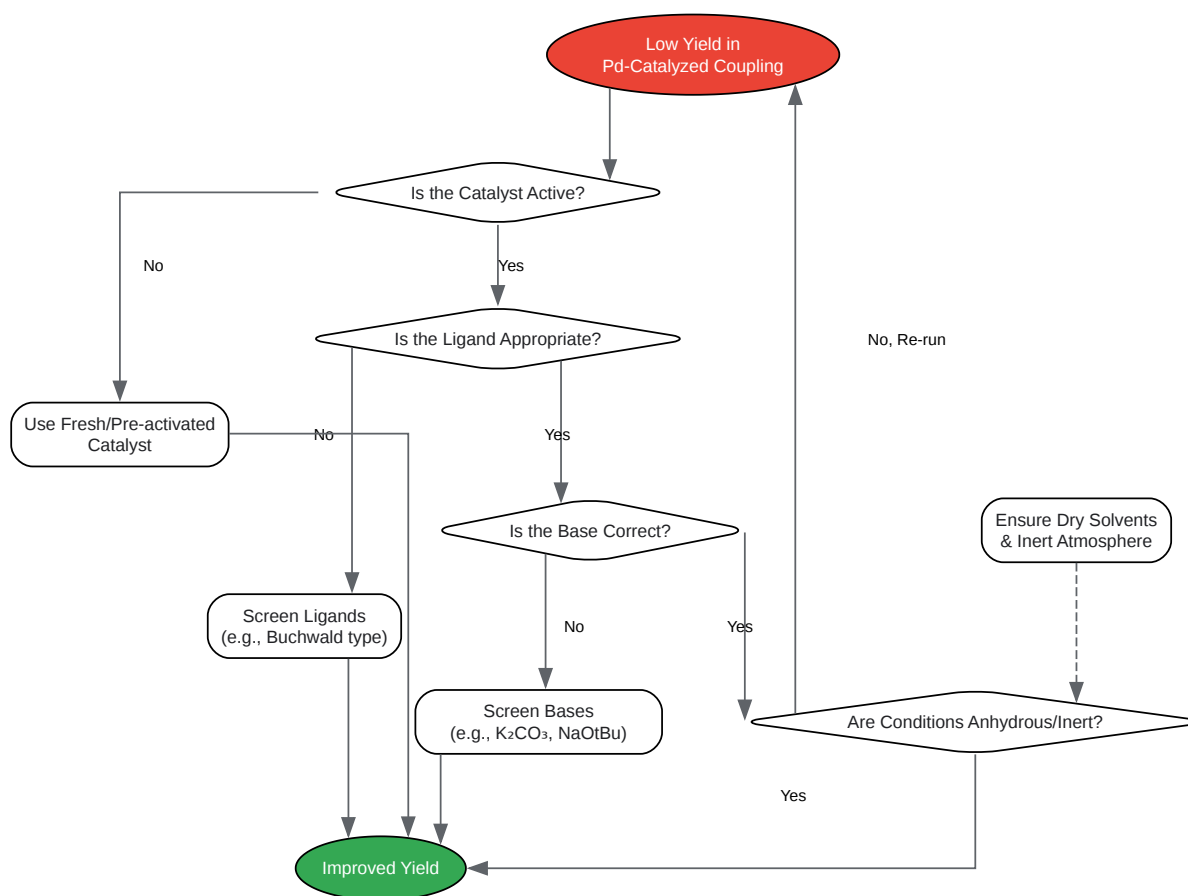 Low Yield in
Pd-Catalyzed Coupling
Is the Catalyst Active?
No
Yes
Is the Ligand Appropriate?
No, Re-run
Use Fresh/Pre-activated
Catalyst
No
Yes
Is the Base Correct?
Ensure Dry Solvents
& Inert Atmosphere
Screen Ligands
(e.g., Buchwald type)
No
Yes
Screen Bases
(e.g., K₂CO₃, NaOtBu)
Are Conditions Anhydrous/Inert?
Yes
Improved Yield